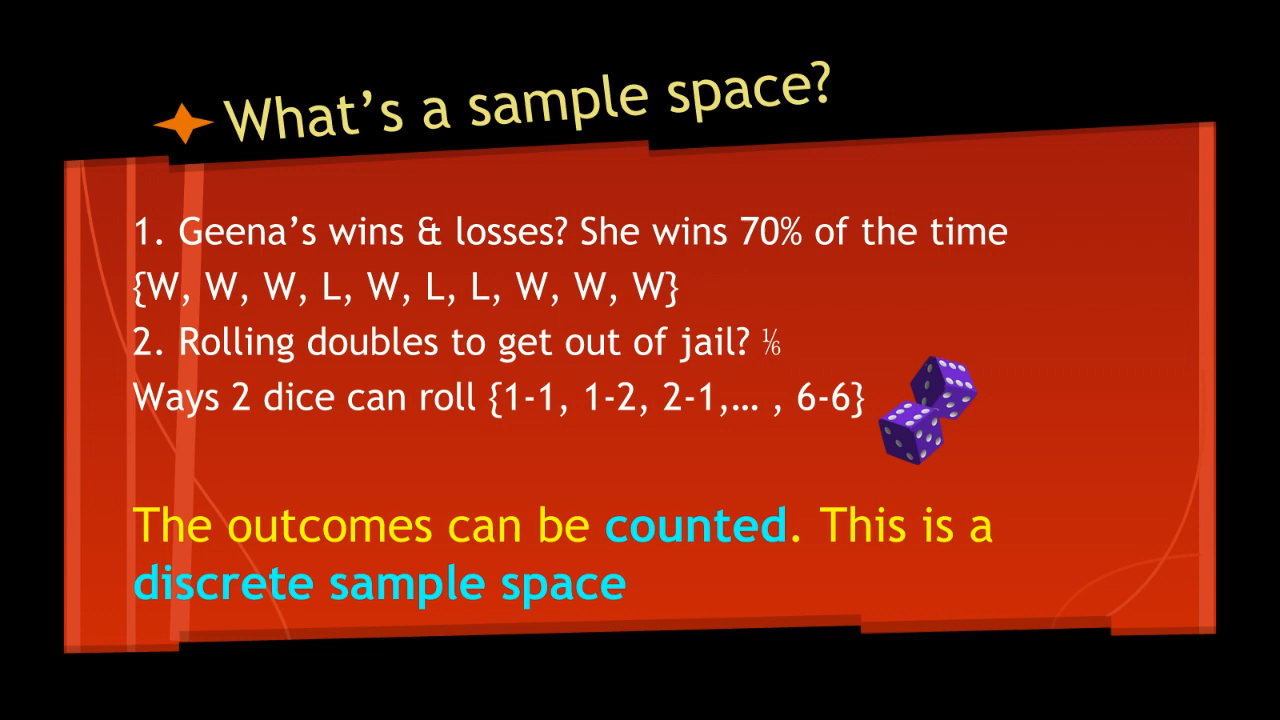 What’s a sample space?
1. Geena’s wins & losses? She wins 70% of the time
{W, W, W, L, W, L, L, W, W, W}
2. Rolling doubles to get out of jail? ⅙
Ways 2 dice can roll {1-1, 1-2, 2-1,… , 6-6}
The outcomes can be counted. This is a
discrete sample space